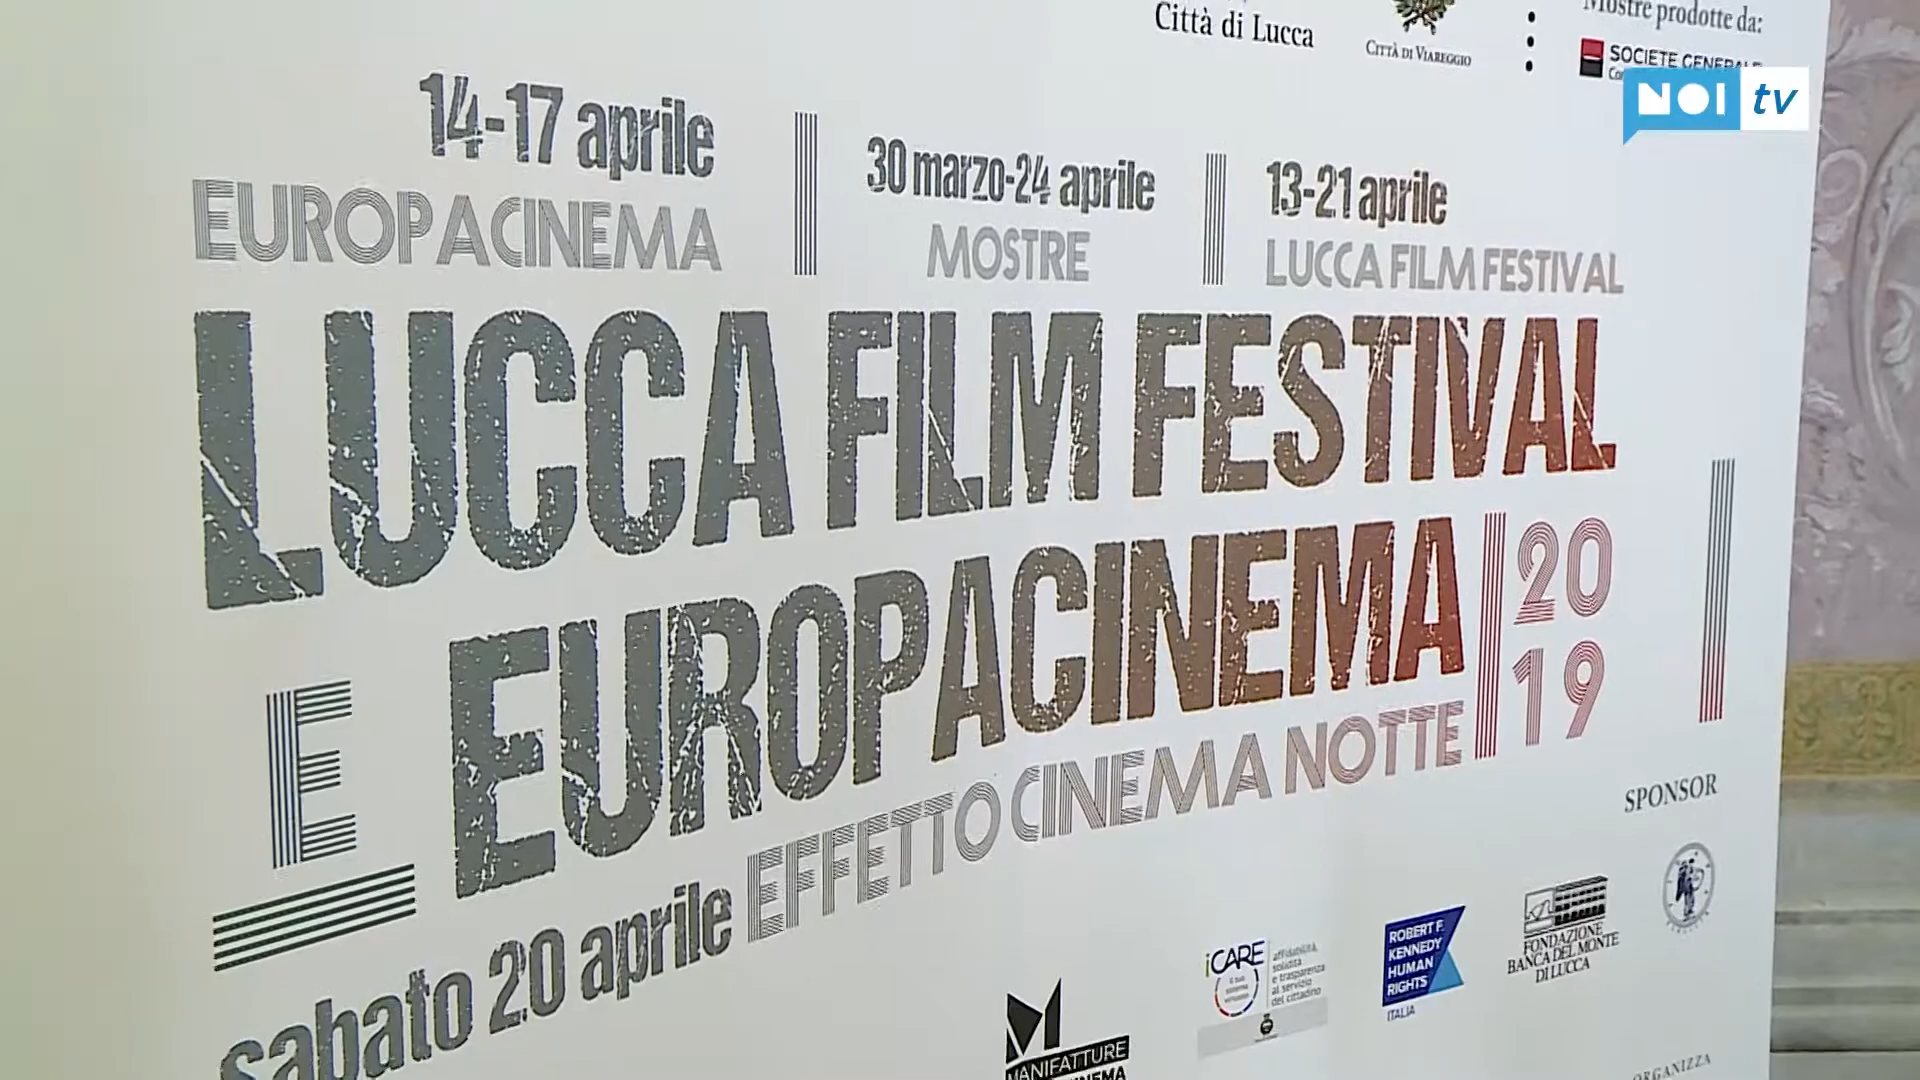 Città di Lucca
CITTÀ DI VIAREGGIO
Mostre prodotte da:
SOCIETE GENERALE
NOI tv
14-17 aprile
EUROPACINEMA
30 marzo-24 aprile
MOSTRE
13-21 aprile
LUCCA FILM FESTIVAL
LUCCA FILM FESTIVAL
E EUROPACINEMA
2019
sabato 20 aprile EFFETTO CINEMA NOTTE
SPONSOR
MANIFATTURE
iCARE
affidabilità,
solidità
e trasparenza
al servizio
del cittadino
ROBERT F.
KENNEDY
HUMAN
RIGHTS
ITALIA
FONDAZIONE
BANCA DEL MONTE
DI LUCCA